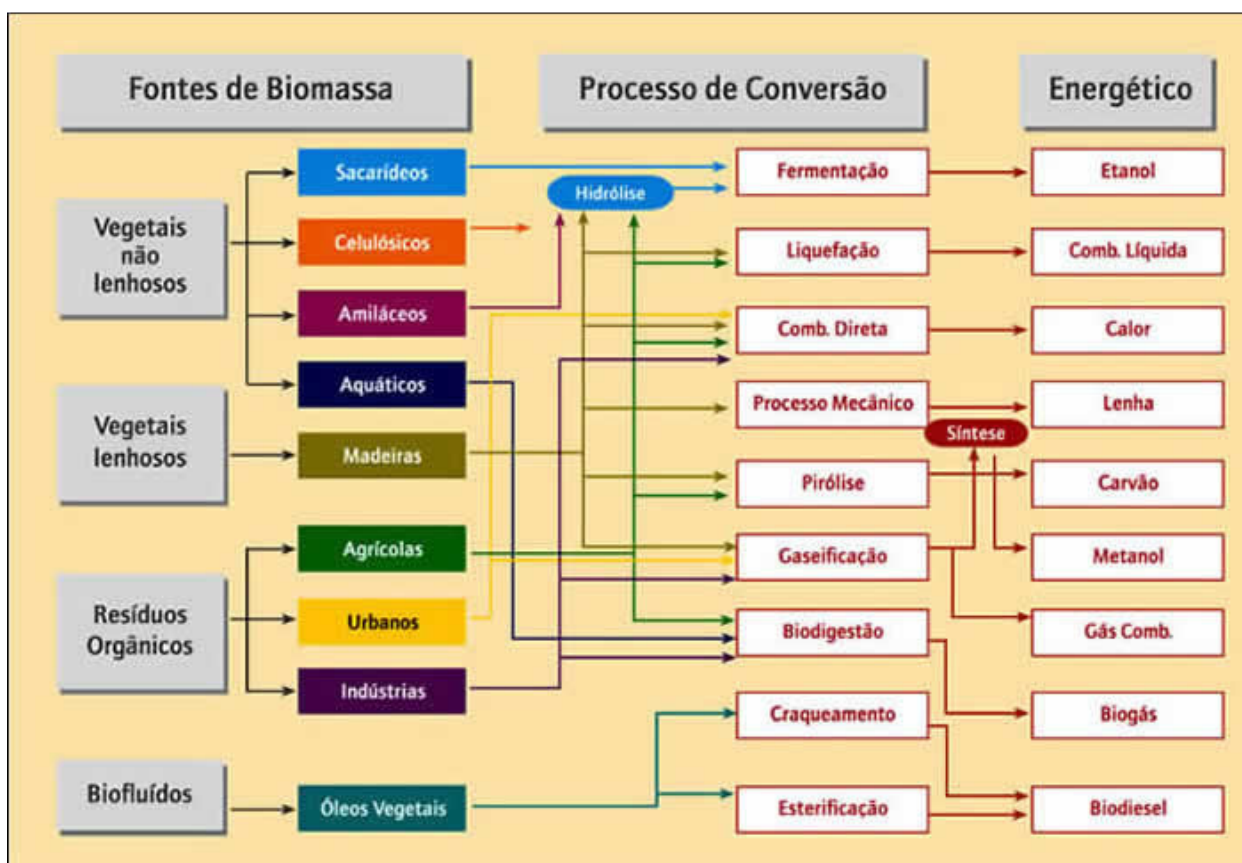 Fontes de Biomassa
Processo de Conversão
Energético
Vegetais
não
lenhosos
Vegetais
lenhosos
Resíduos
Orgânicos
Biofluídos
Sacarídeos
Celulósicos
Amiláceos
Aquáticos
Madeiras
Agrícolas
Urbanos
Indústrias
Óleos Vegetais
Hidrólise
Fermentação
Liquefação
Comb. Direta
Processo Mecânico
Pirólise
Gaseificação
Biodigestão
Craqueamento
Esterificação
Síntese
Etanol
Comb. Líquida
Calor
Lenha
Carvão
Metanol
Gás Comb.
Biogás
Biodiesel